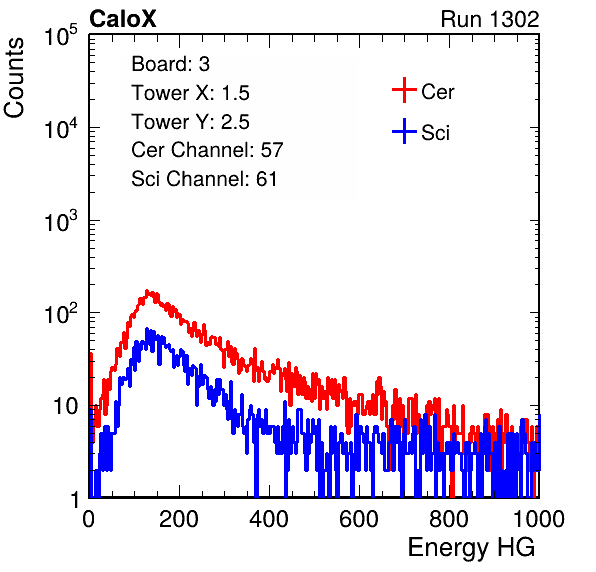 CaloX Run 1302
Counts
Board: 3
Tower X: 1.5
Tower Y: 2.5
Cer Channel: 57
Sci Channel: 61
Cer
Sci
10^5
10^4
10^3
10^2
10
1
0 200 400 600 800 1000
Energy HG